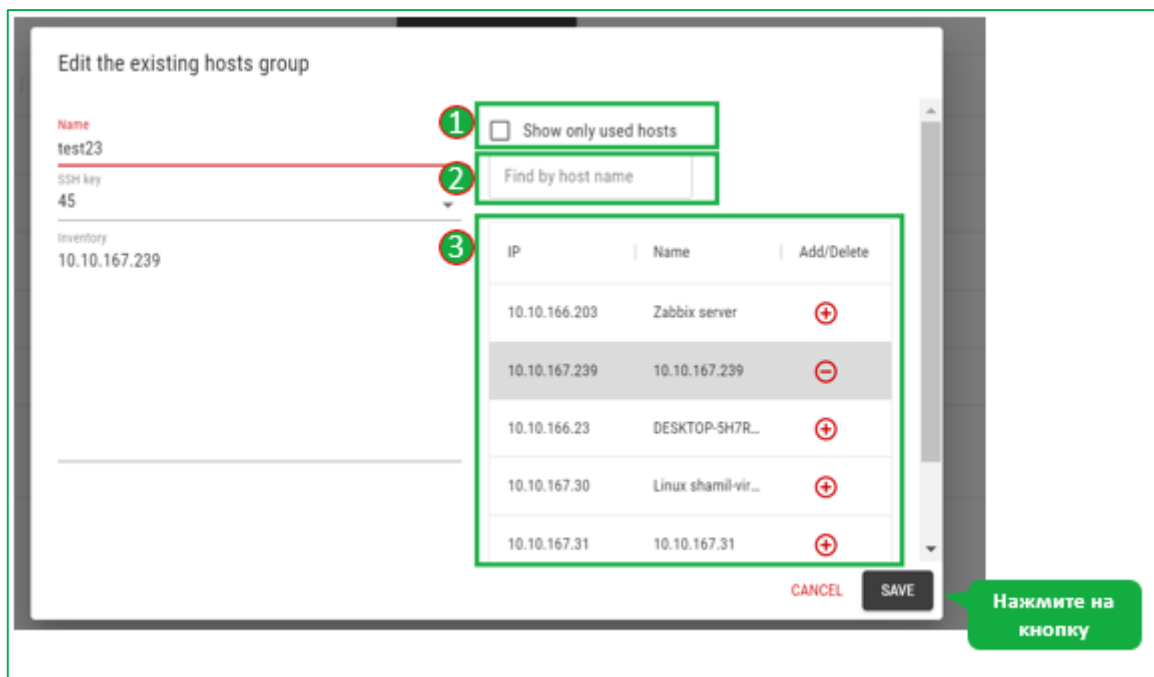 Edit the existing hosts group
Name
test23
SSH key
45
Inventory
10.10.167.239
1
Show only used hosts
2
Find by host name
3
IP Name Add/Delete
10.10.166.203 Zabbix server
10.10.167.239 10.10.167.239
10.10.166.23 DESKTOP-5H7R...
10.10.167.30 Linux shamil-vir...
10.10.167.31 10.10.167.31
CANCEL SAVE
Нажмите на
кнопку